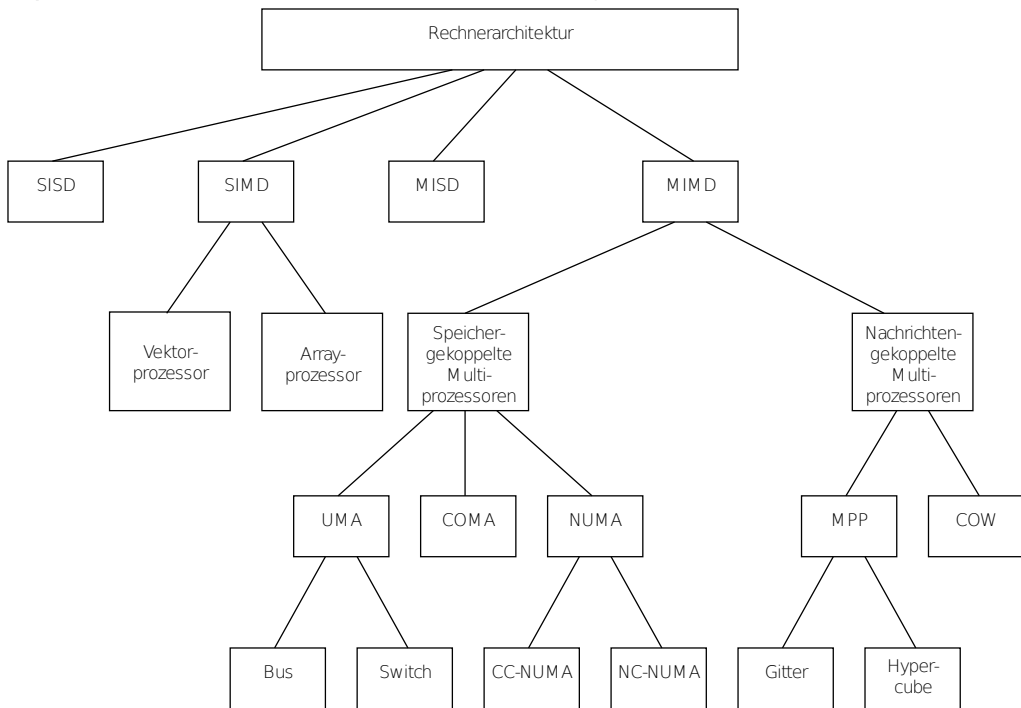 Rechnerarchitektur
SISD
SIMD
MISD
MIMD
Vektor-
prozessor
Array-
prozessor
Speicher-
gekoppelte
Multi-
prozessoren
Nachrichten-
gekoppelte
Multi-
prozessoren
UMA
COMA
NUMA
MPP
COW
Bus
Switch
CC-NUMA
NC-NUMA
Gitter
Hyper-
cube